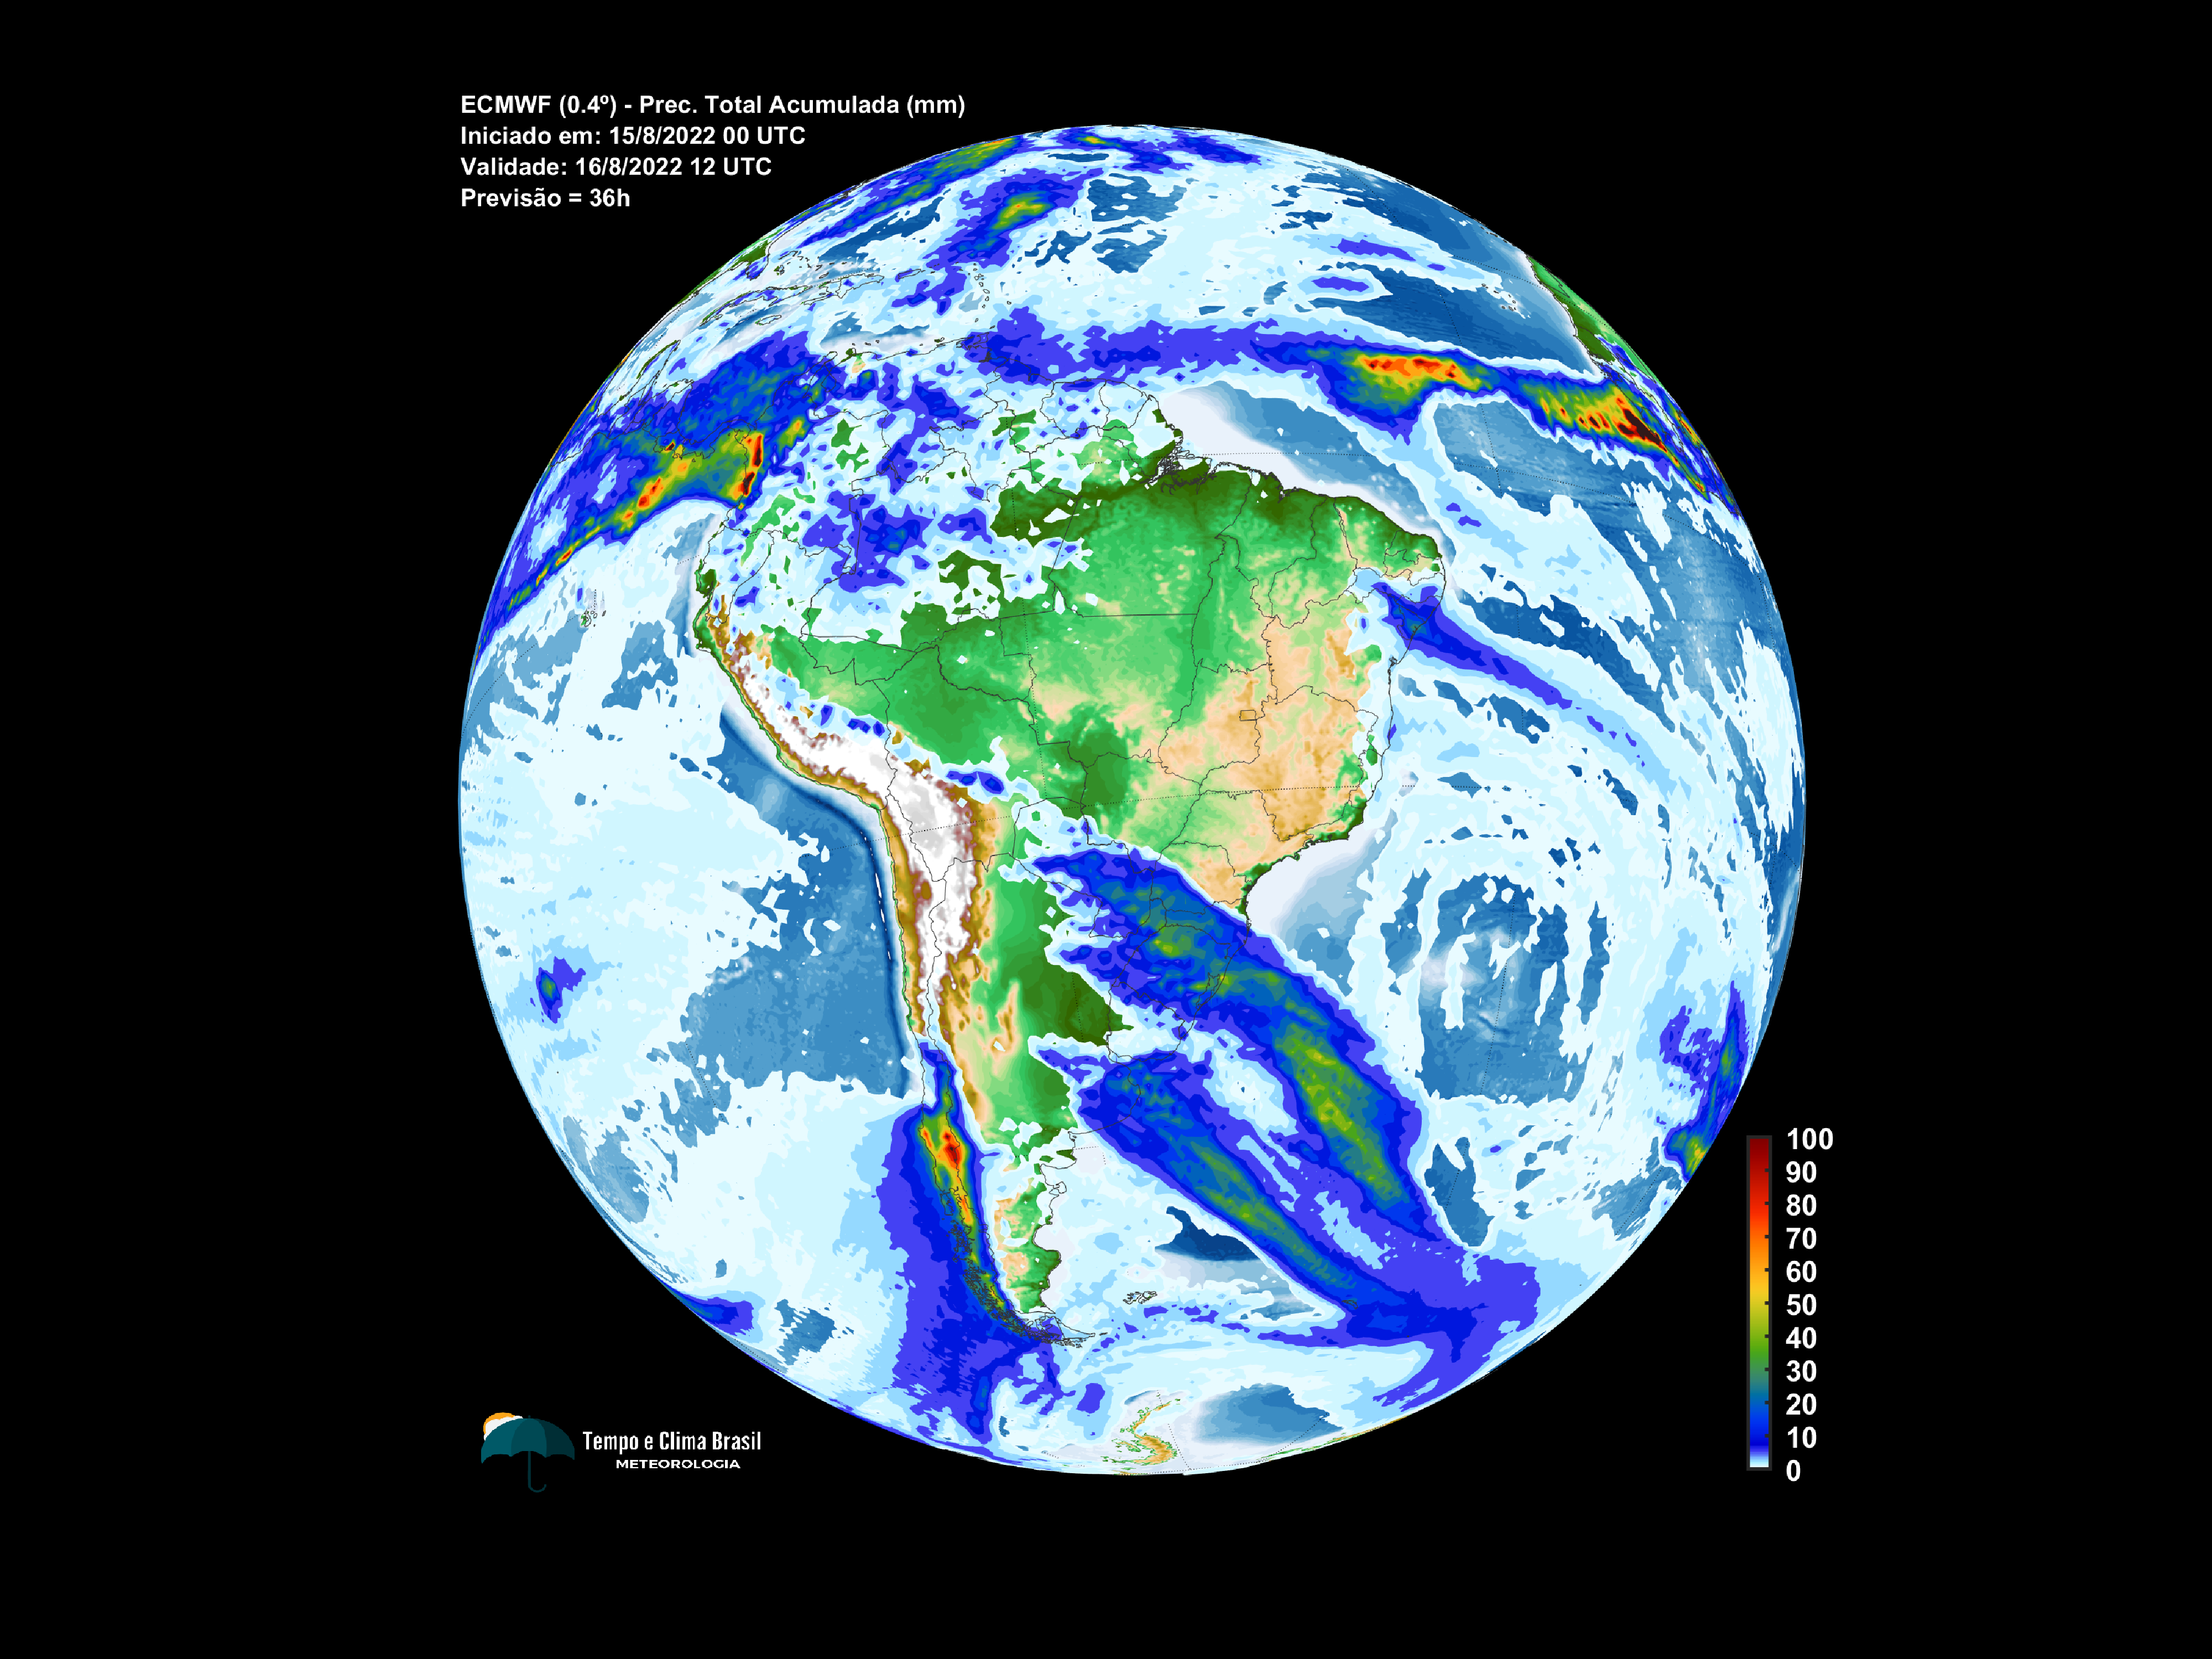 ECMWF (0.4º) - Prec. Total Acumulada (mm)
Iniciado em: 15/8/2022 00 UTC
Validade: 16/8/2022 12 UTC
Previsão = 36h
100
90
80
70
60
50
40
30
20
10
0
Tempo e Clima Brasil
METEOROLOGIA